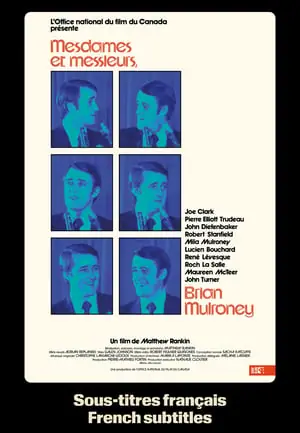 L'Office national du film du Canada
présente
Mesdames
et messieurs,
Joe Clark
Pierre Elliott Trudeau
John Diefenbaker
Robert Stanfield
Mila Mulroney
Lucien Bouchard
René Lévesque
Roch La Salle
Maureen McTeer
John Turner
Brian
Mulroney
Un film de Matthew Rankin
Sous-titres français
French subtitles